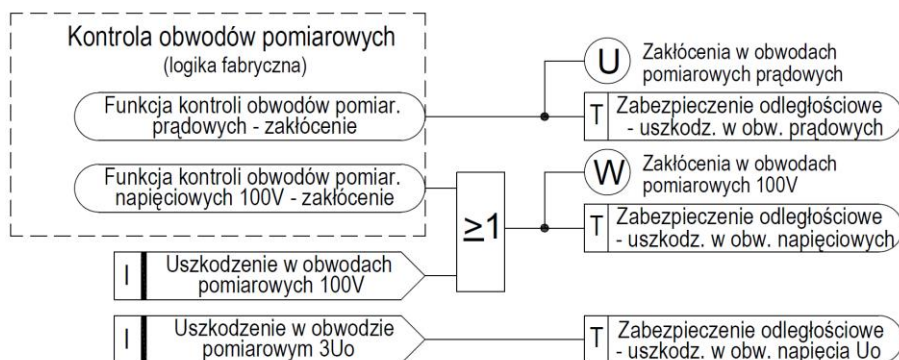 Kontrola obwodów pomiarowych
(logika fabryczna)
Funkcja kontroli obwodów pomiar.
prądowych - zakłócenie
U
Zakłócenia w obwodach
pomiarowych prądowych
T
Zabezpieczenie odległościowe
- uszkodz. w obw. prądowych
Funkcja kontroli obwodów pomiar.
napięciowych 100V - zakłócenie
≥1
W
Zakłócenia w obwodach
pomiarowych 100V
T
Zabezpieczenie odległościowe
- uszkodz. w obw. napięciowych
I
Uszkodzenie w obwodach
pomiarowych 100V
I
Uszkodzenie w obwodzie
pomiarowym 3Uo
T
Zabezpieczenie odległościowe
- uszkodz. w obw. napięcia Uo